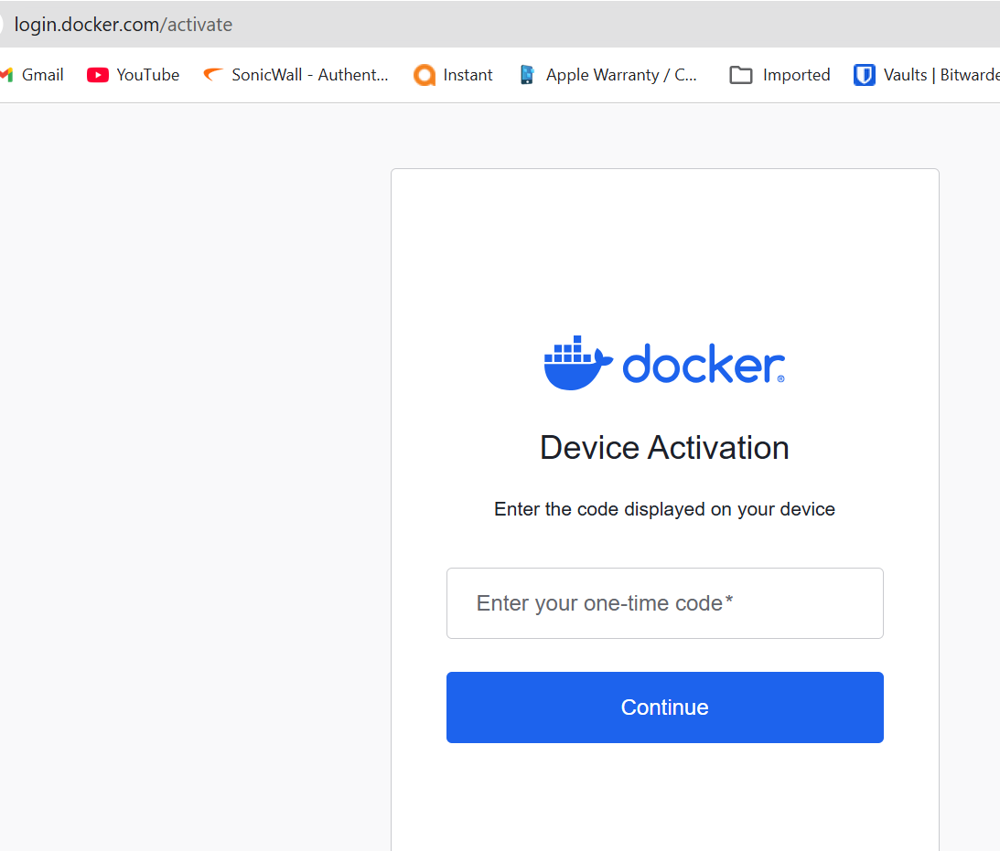 login.docker.com/activate
Gmail YouTube SonicWall - Authent... Instant Apple Warranty / C... Imported Vaults | Bitwarde
docker®
Device Activation
Enter the code displayed on your device
Enter your one-time code*
Continue